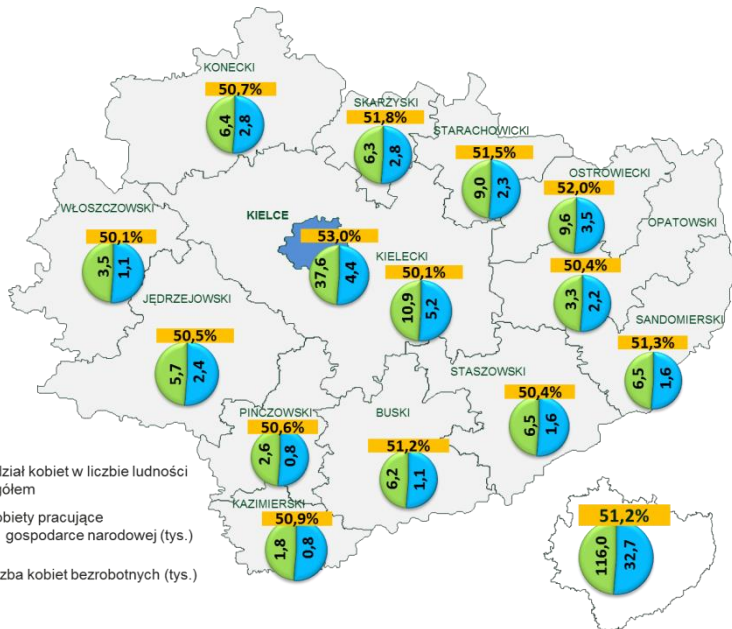 KONECKI
50,7%
6,4
2,8
SKARŻYSKI
51,8%
6,3
2,8
STARACHOWICKI
51,5%
9,0
2,3
OSTROWIECKI
52,0%
9,6
3,5
OPATOWSKI
50,4%
3,3
2,2
WŁOSZCZOWSKI
50,1%
3,5
1,1
KIELCE
53,0%
37,6
4,4
KIELECKI
50,1%
10,9
5,2
JĘDRZEJOWSKI
50,5%
5,7
2,4
SANDOMIERSKI
51,3%
6,5
1,6
STASZOWSKI
50,4%
6,5
1,6
PIŃCZOWSKI
50,6%
2,6
0,8
BUSKI
51,2%
6,2
1,1
KAZIMIERSKI
50,9%
1,8
0,8
dział kobiet w liczbie ludności
gółem
obiety pracujące
gospodarce narodowej (tys.)
zba kobiet bezrobotnych (tys.)
51,2%
116,0
32,7